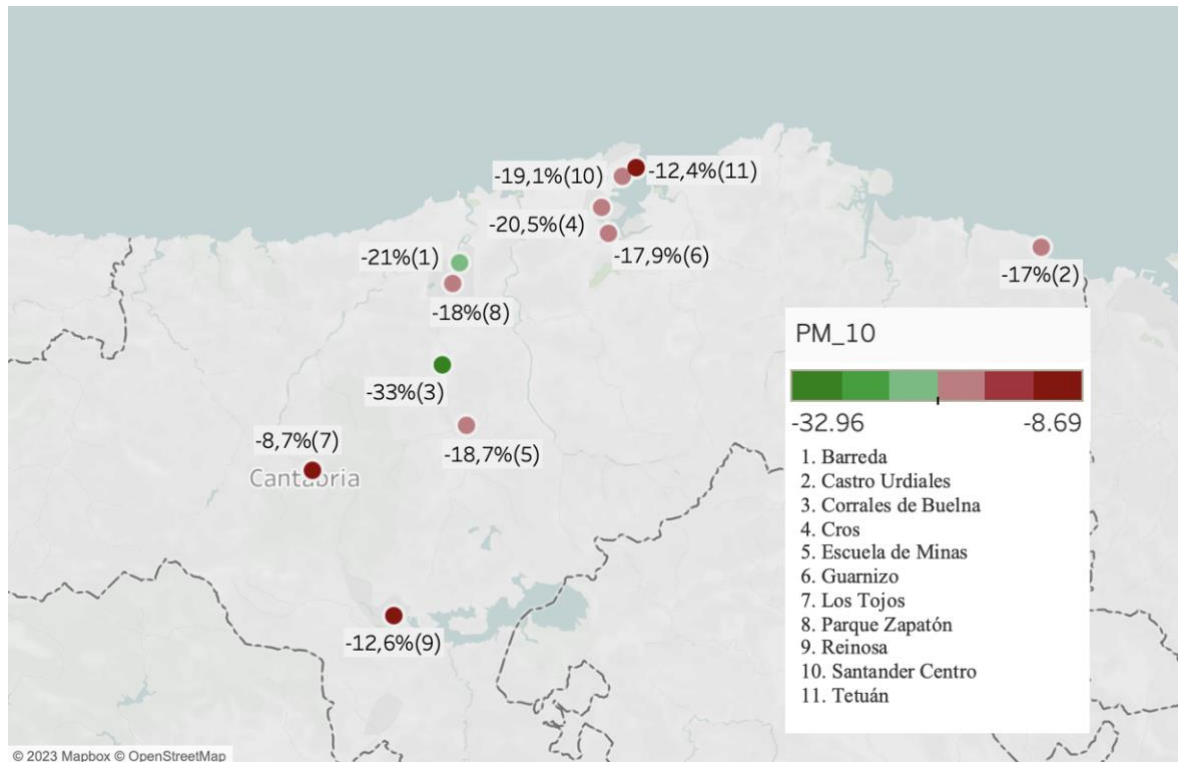 -19,1%(10)
-12,4%(11)
-20,5%(4)
-17,9%(6)
-21%(1)
-17%(2)
-18%(8)
-33%(3)
-8,7%(7)
-18,7%(5)
Cantabria
-12,6%(9)
PM_10
-32.96
-8.69
1. Barreda
2. Castro Urdiales
3. Corrales de Buelna
4. Cros
5. Escuela de Minas
6. Guarnizo
7. Los Tojos
8. Parque Zapatón
9. Reinosa
10. Santander Centro
11. Tetuán
© 2023 Mapbox © OpenStreetMap